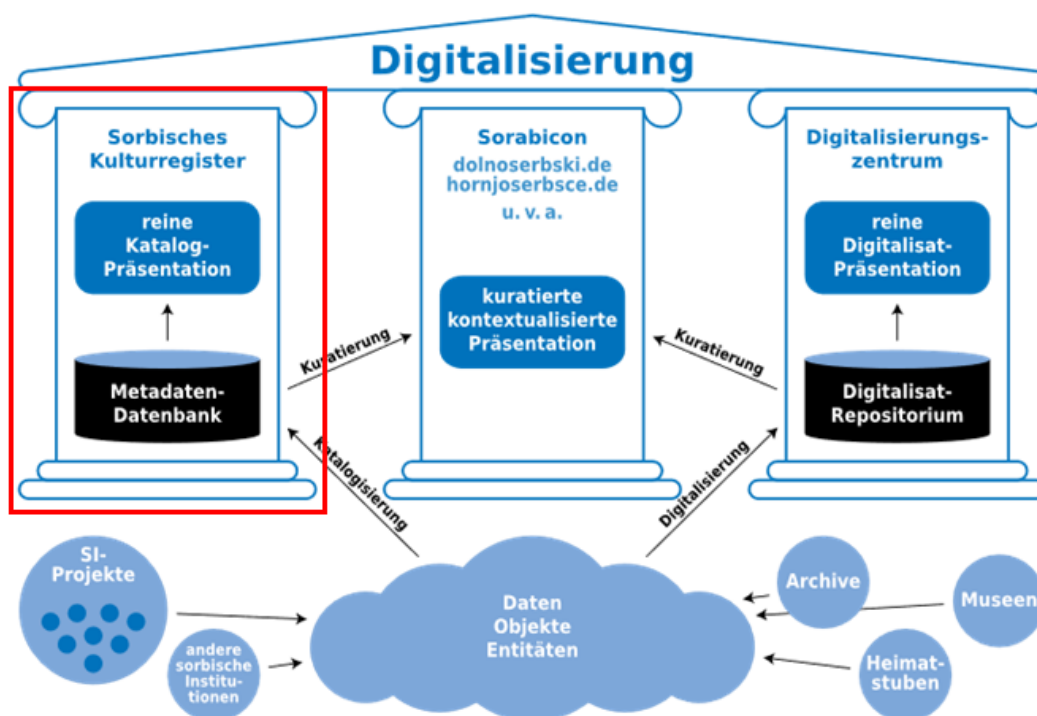 Digitalisierung
Sorbisches
Kulturregister
reine
Katalog-
Präsentation
Metadaten-
Datenbank
Sorabicon
dolnoserbski.de
hornjoserbsce.de
u. v. a.
kuratierte
kontextualisierte
Präsentation
Digitalisierungs-
zentrum
reine
Digitalisat-
Präsentation
Digitalisat-
Repositorium
Kuratierung
Kuratierung
Katalogisierung
Digitalisierung
SI-
Projekte
andere
sorbische
Institu-
tionen
Daten
Objekte
Entitäten
Archive
Museen
Heimat-
stuben